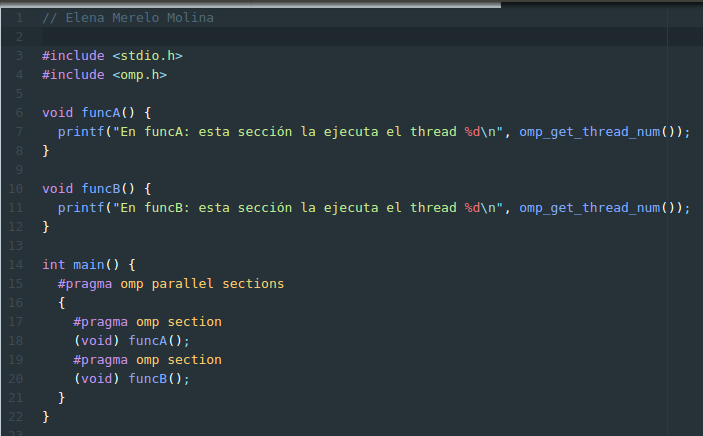 1 // Elena Merelo Molina
2
3 #include <stdio.h>
4 #include <omp.h>
5
6 void funcA() {
7   printf("En funcA: esta sección la ejecuta el thread %d\n", omp_get_thread_num());
8 }
9
10 void funcB() {
11   printf("En funcB: esta sección la ejecuta el thread %d\n", omp_get_thread_num());
12 }
13
14 int main() {
15   #pragma omp parallel sections
16   {
17     #pragma omp section
18     (void) funcA();
19     #pragma omp section
20     (void) funcB();
21   }
22 }
23